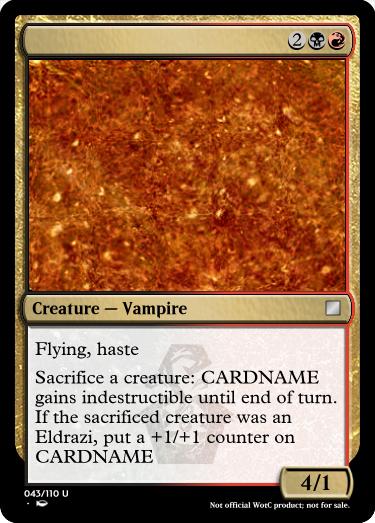 2
Creature — Vampire
Flying, haste
Sacrifice a creature: CARDNAME
gains indestructible until end of turn.
If the sacrificed creature was an
Eldrazi, put a +1/+1 counter on
CARDNAME
4/1
043/110 U
Not official WotC product; not for sale.